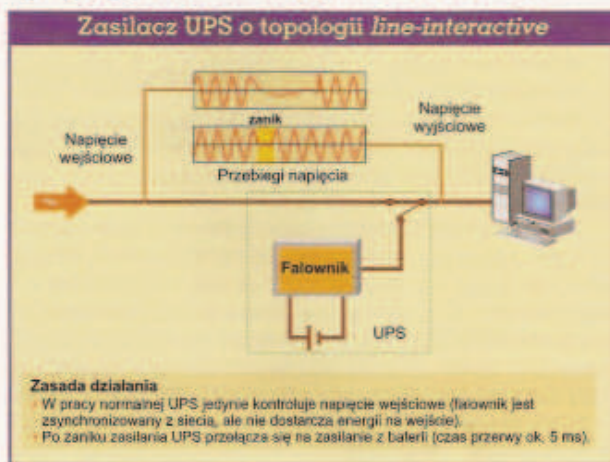 Zasilacz UPS o topologii line-interactive
Napięcie
wejściowe
zanik
Przebiegi napięcia
Napięcie
wyjściowe
Falownik
UPS
Zasada działania
W pracy normalnej UPS jedynie kontroluje napięcie wejściowe (falownik jest
zsynchronizowany z siecią, ale nie dostarcza energii na wejście).
Po zaniku zasilania UPS przełącza się na zasilanie z baterii (czas przerwy ok. 5 ms).